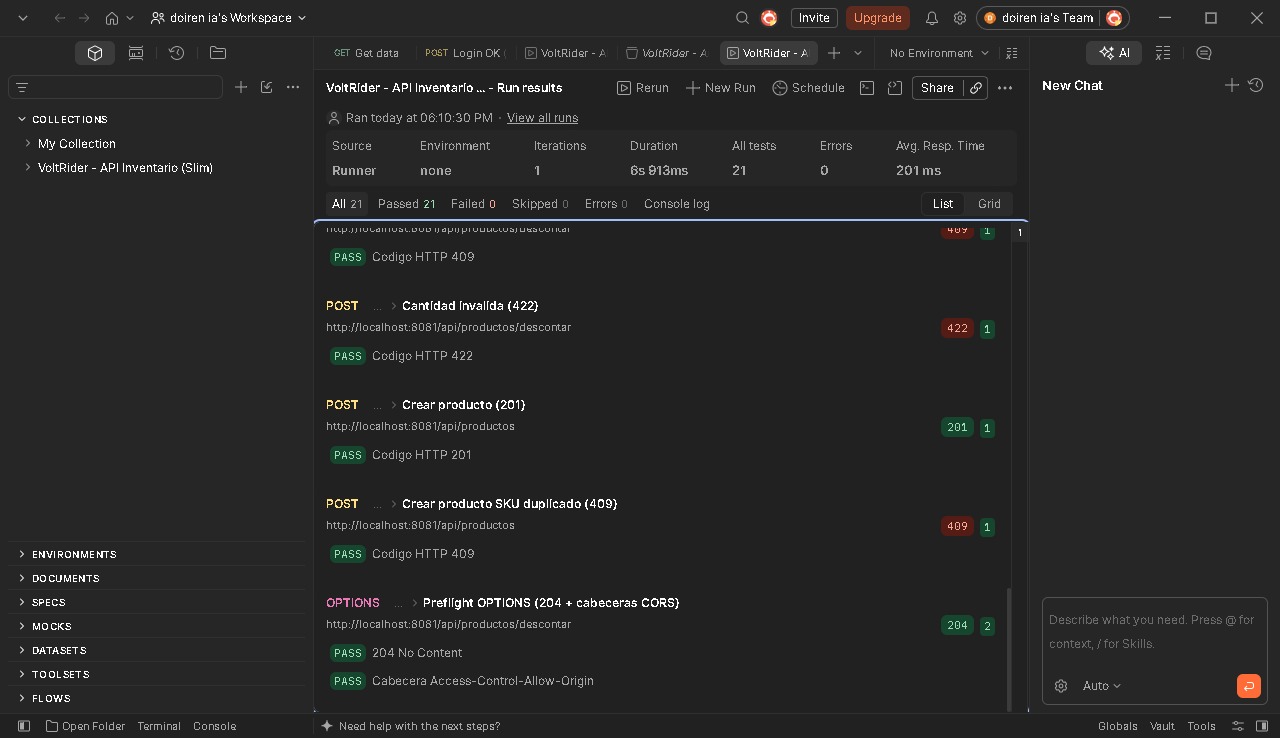 doiren ia's Workspace
Invite
Upgrade
doiren ia's Team
GET Get data
POST Login OK
VoltRider - A
VoltRider - A
VoltRider - A
No Environment
AI
VoltRider - API Inventario ... - Run results
Rerun
New Run
Schedule
Share
New Chat
COLLECTIONS
My Collection
VoltRider - API Inventario (Slim)
Ran today at 06:10:30 PM · View all runs
Source Environment Iterations Duration All tests Errors Avg. Resp. Time
Runner none 1 6s 913ms 21 0 201 ms
All 21 Passed 21 Failed 0 Skipped 0 Errors 0 Console log List Grid
http://localhost:8081/api/productos/descontar 409 1
1
PASS Codigo HTTP 409
POST ... > Cantidad invalida (422)
http://localhost:8081/api/productos/descontar 422 1
PASS Codigo HTTP 422
POST ... > Crear producto (201)
http://localhost:8081/api/productos 201 1
PASS Codigo HTTP 201
POST ... > Crear producto SKU duplicado (409)
http://localhost:8081/api/productos 409 1
PASS Codigo HTTP 409
OPTIONS ... > Preflight OPTIONS (204 + cabeceras CORS)
http://localhost:8081/api/productos/descontar 204 2
PASS 204 No Content
PASS Cabecera Access-Control-Allow-Origin
ENVIRONMENTS
DOCUMENTS
SPECS
MOCKS
DATASETS
TOOLSETS
FLOWS
Describe what you need. Press @ for
context, / for Skills.
Auto
Open Folder Terminal Console
Need help with the next steps?
Globals Vault Tools